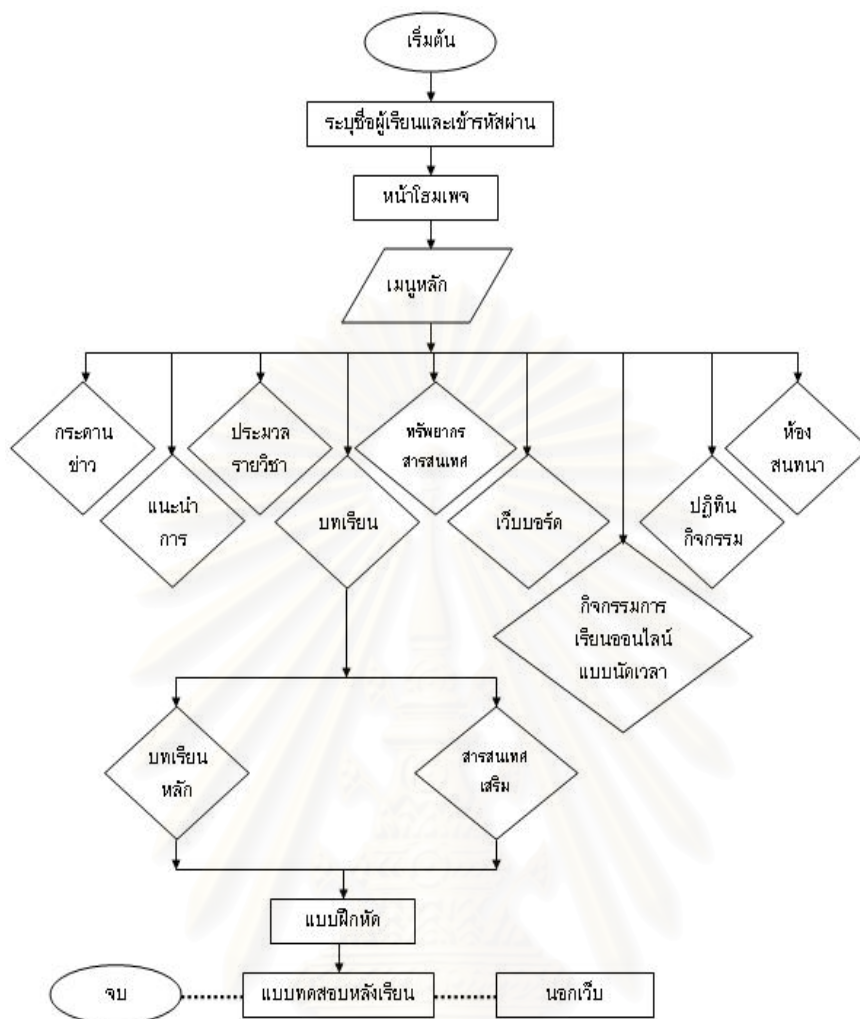 เริ่มต้น
ระบุชื่อผู้เรียนและเข้ารหัสผ่าน
หน้าโฮมเพจ
เมนูหลัก
กระดาน
ข่าว
แนะนำ
การ
ประมวล
รายวิชา
บทเรียน
ทรัพยากร
สารสนเทศ
เว็บบอร์ด
กิจกรรมการ
เรียนออนไลน์
แบบนัดเวลา
ปฏิทิน
กิจกรรม
ห้อง
สนทนา
บทเรียน
หลัก
สารสนเทศ
เสริม
แบบฝึกหัด
จบ
แบบทดสอบหลังเรียน
นอกเว็บ